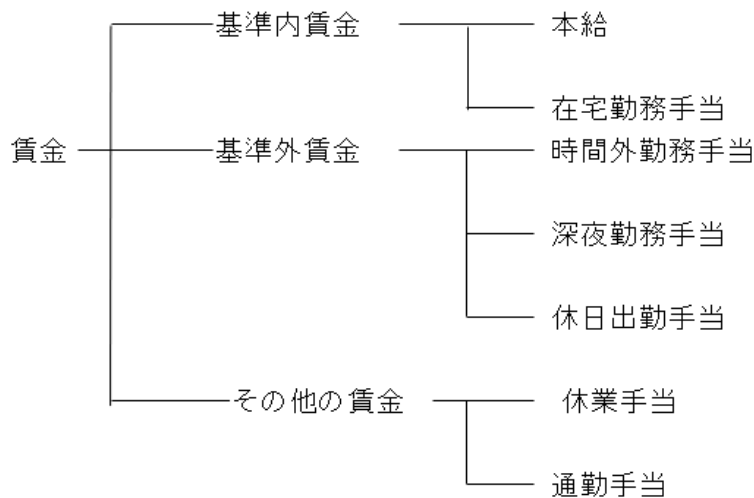 基準内賃金 本給
在宅勤務手当
賃金 基準外賃金 時間外勤務手当
深夜勤務手当
休日出勤手当
その他の賃金 休業手当
通勤手当